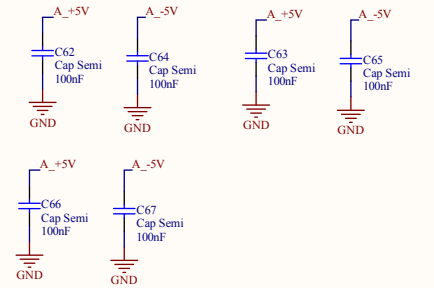 A_+5V
C62
Cap Semi
100nF
GND
A_-5V
C64
Cap Semi
100nF
GND
A_+5V
C63
Cap Semi
100nF
GND
A_-5V
C65
Cap Semi
100nF
GND
A_+5V
C66
Cap Semi
100nF
GND
A_-5V
C67
Cap Semi
100nF
GND